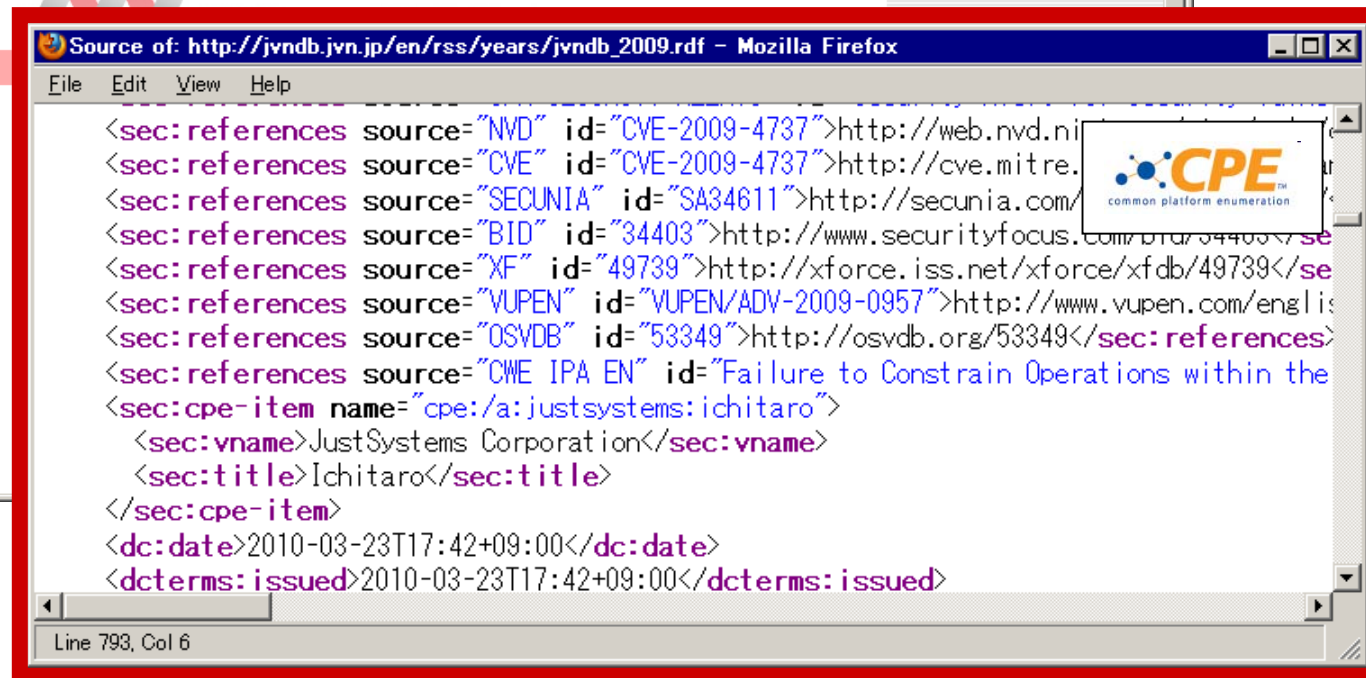 Source of: http://jvndb.jvn.jp/en/rss/years/jvndb_2009.rdf - Mozilla Firefox
File Edit View Help
<sec:references source="NVD" id="CVE-2009-4737">http://web.nvd.ni
<sec:references source="CVE" id="CVE-2009-4737">http://cve.mitre.
<sec:references source="SECUNIA" id="SA34611">http://secunia.com/
<sec:references source="BID" id="34403">http://www.securityfocus.com/bid/34403</se
<sec:references source="XF" id="49739">http://xforce.iss.net/xforce/xfdb/49739</se
<sec:references source="VUPEN" id="VUPEN/ADV-2009-0957">http://www.vupen.com/englis
<sec:references source="OSVDB" id="53349">http://osvdb.org/53349</sec:references>
<sec:references source="CWE IPA EN" id="Failure to Constrain Operations within the
<sec:cpe-item name="cpe:/a:justsystems:ichitaro">
<sec:vname>JustSystems Corporation</sec:vname>
<sec:title>Ichitaro</sec:title>
</sec:cpe-item>
<dc:date>2010-03-23T17:42+09:00</dc:date>
<dcterms:issued>2010-03-23T17:42+09:00</dcterms:issued>
CPE TM
common platform enumeration
Line 793, Col 6